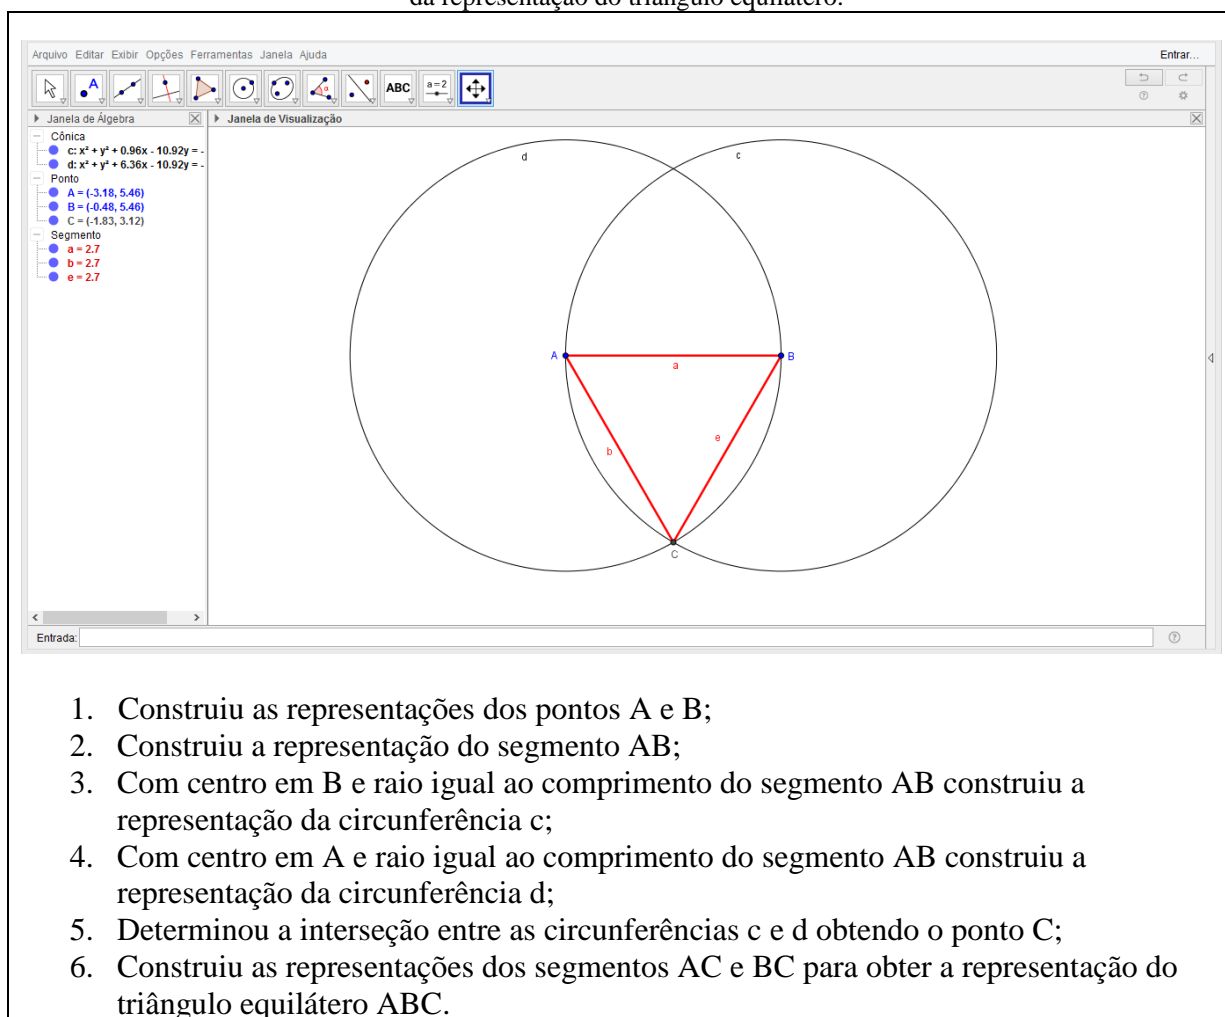 da representação do triângulo equilátero.
Arquivo Editar Exibir Opções Ferramentas Janela Ajuda
Entrar...
A
α
ABC
a=2
Janela de Álgebra
Janela de Visualização
Cônica
c: x² + y² + 0.96x - 10.92y = -
d: x² + y² + 6.36x - 10.92y = -
Ponto
A = (-3.18, 5.46)
B = (-0.48, 5.46)
C = (-1.83, 3.12)
Segmento
a = 2.7
b = 2.7
e = 2.7
d
c
A
B
a
e
b
C
Entrada:
1. Construiu as representações dos pontos A e B;
2. Construiu a representação do segmento AB;
3. Com centro em B e raio igual ao comprimento do segmento AB construiu a
representação da circunferência c;
4. Com centro em A e raio igual ao comprimento do segmento AB construiu a
representação da circunferência d;
5. Determinou a interseção entre as circunferências c e d obtendo o ponto C;
6. Construiu as representações dos segmentos AC e BC para obter a representação do
triângulo equilátero ABC.